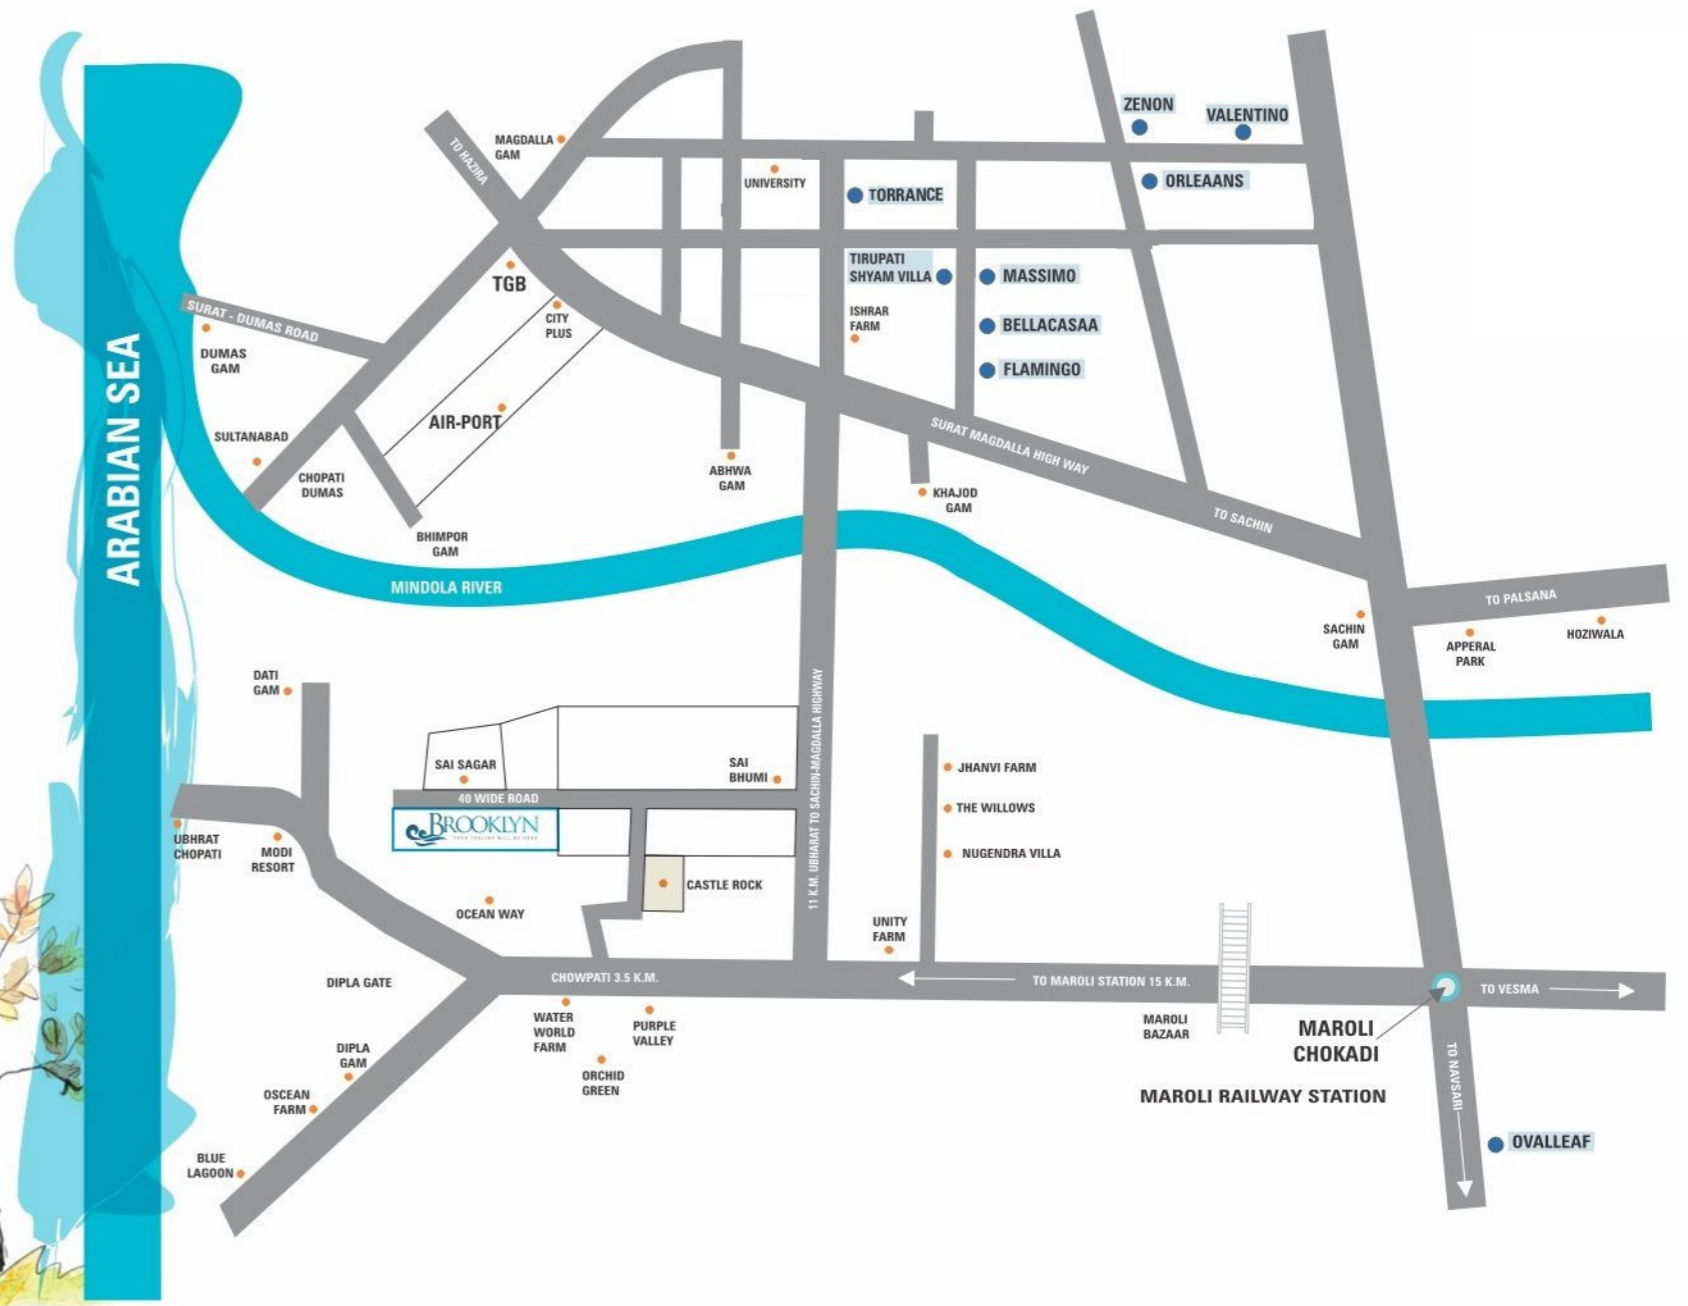 ZENON
VALENTINO
MAGDALLA
GAM
TO HAZIRA
UNIVERSITY
TORRANCE
ORLEAANS
TGB
TIRUPATI
SHYAM VILLA
MASSIMO
CITY
PLUS
ISHRAR
FARM
BELLACASAA
SURAT - DUMAS ROAD
DUMAS
GAM
FLAMINGO
ARABIAN SEA
AIR-PORT
SULTANABAD
SURAT MAGDALLA HIGH WAY
CHOPATI
DUMAS
ABHWA
GAM
KHAJOD
GAM
TO SACHIN
BHIMPOR
GAM
MINDOLA RIVER
TO PALSANA
SACHIN
GAM
APPERAL
PARK
HOZIWALA
DATI
GAM
11 K.M. UBHARAT TO SACHIN-MAGDALLA HIGHWAY
SAI SAGAR
SAI
BHUMI
JHANVI FARM
40 WIDE ROAD
THE WILLOWS
BROOKLYN
YOUR TAGLINE WILL BE HERE
UBHRAT
CHOPATI
MODI
RESORT
NUGENDRA VILLA
CASTLE ROCK
OCEAN WAY
UNITY
FARM
DIPLA GATE
CHOWPATI 3.5 K.M.
TO MAROLI STATION 15 K.M.
TO VESMA
WATER
WORLD
FARM
PURPLE
VALLEY
MAROLI
BAZAAR
MAROLI
CHOKADI
DIPLA
GAM
ORCHID
GREEN
TO NAVSARI
OSCEAN
FARM
MAROLI RAILWAY STATION
OVALLEAF
BLUE
LAGOON